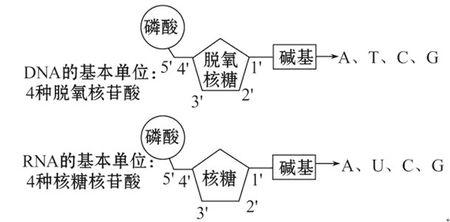 磷酸
5' 4' 脱氧核糖 1' 碱基 A、T、C、G
DNA的基本单位:
4种脱氧核苷酸
3' 2'
磷酸
RNA的基本单位:
5' 4' 核糖 1' 碱基 A、U、C、G
4种核糖核苷酸
3' 2'